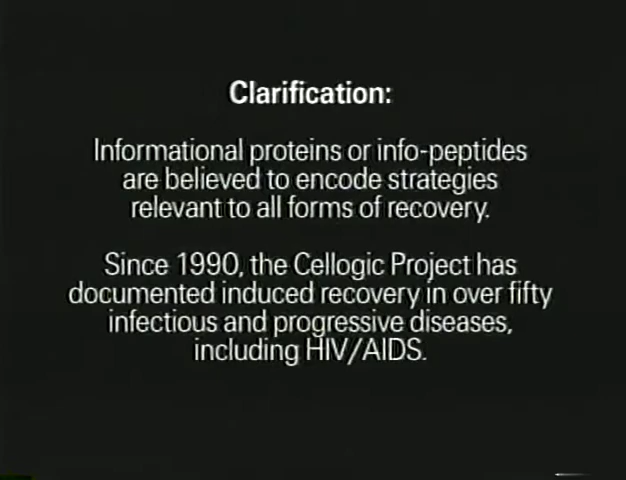 Clarification:
Informational proteins or info-peptides
are believed to encode strategies
relevant to all forms of recovery.
Since 1990, the Cellogic Project has
documented induced recovery in over fifty
infectious and progressive diseases,
including HIV/AIDS.